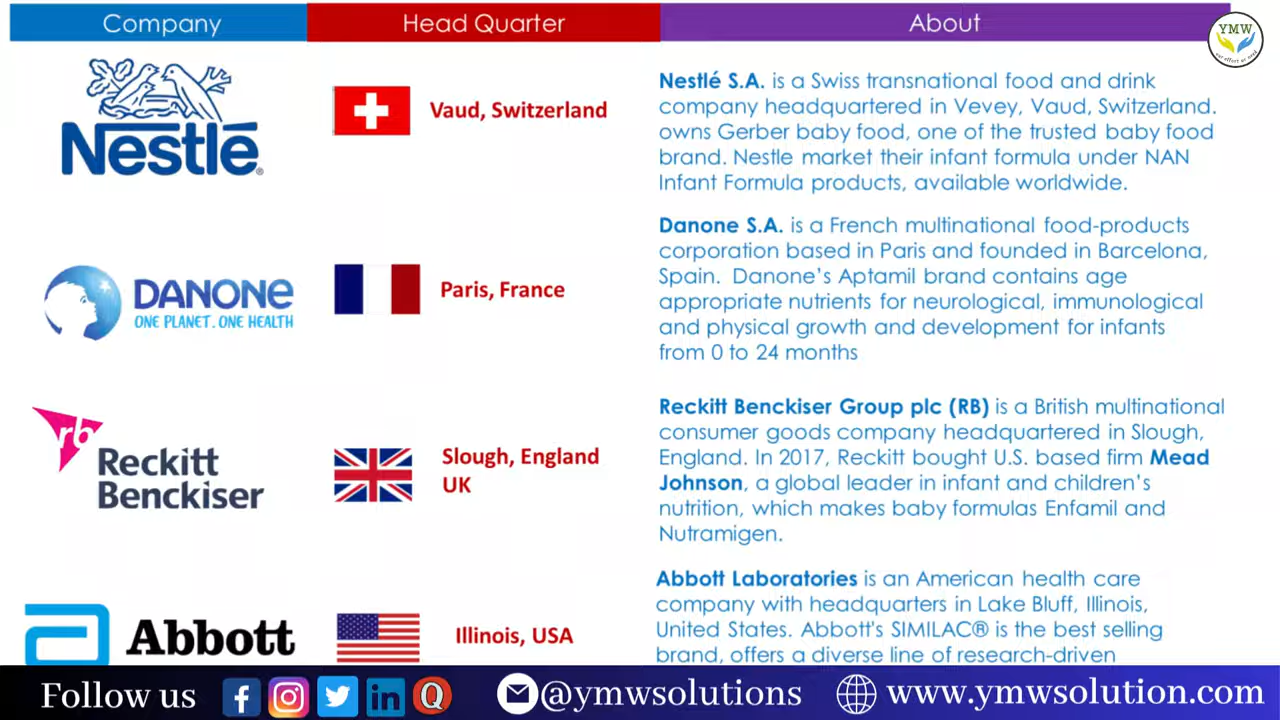 Company
Head Quarter
About
YMW
Nestlé
Vaud, Switzerland
Nestlé S.A. is a Swiss transnational food and drink
company headquartered in Vevey, Vaud, Switzerland.
owns Gerber baby food, one of the trusted baby food
brand. Nestle market their infant formula under NAN
Infant Formula products, available worldwide.
DANONE
ONE PLANET. ONE HEALTH
Paris, France
Danone S.A. is a French multinational food-products
corporation based in Paris and founded in Barcelona,
Spain. Danone's Aptamil brand contains age
appropriate nutrients for neurological, immunological
and physical growth and development for infants
from 0 to 24 months
rb
Reckitt
Benckiser
Slough, England
UK
Reckitt Benckiser Group plc (RB) is a British multinational
consumer goods company headquartered in Slough,
England. In 2017, Reckitt bought U.S. based firm Mead
Johnson, a global leader in infant and children's
nutrition, which makes baby formulas Enfamil and
Nutramigen.
Abbott
Illinois, USA
Abbott Laboratories is an American health care
company with headquarters in Lake Bluff, Illinois,
United States. Abbott's SIMILAC® is the best selling
brand, offers a diverse line of research-driven
Follow us
@ymwsolutions
www.ymwsolution.com